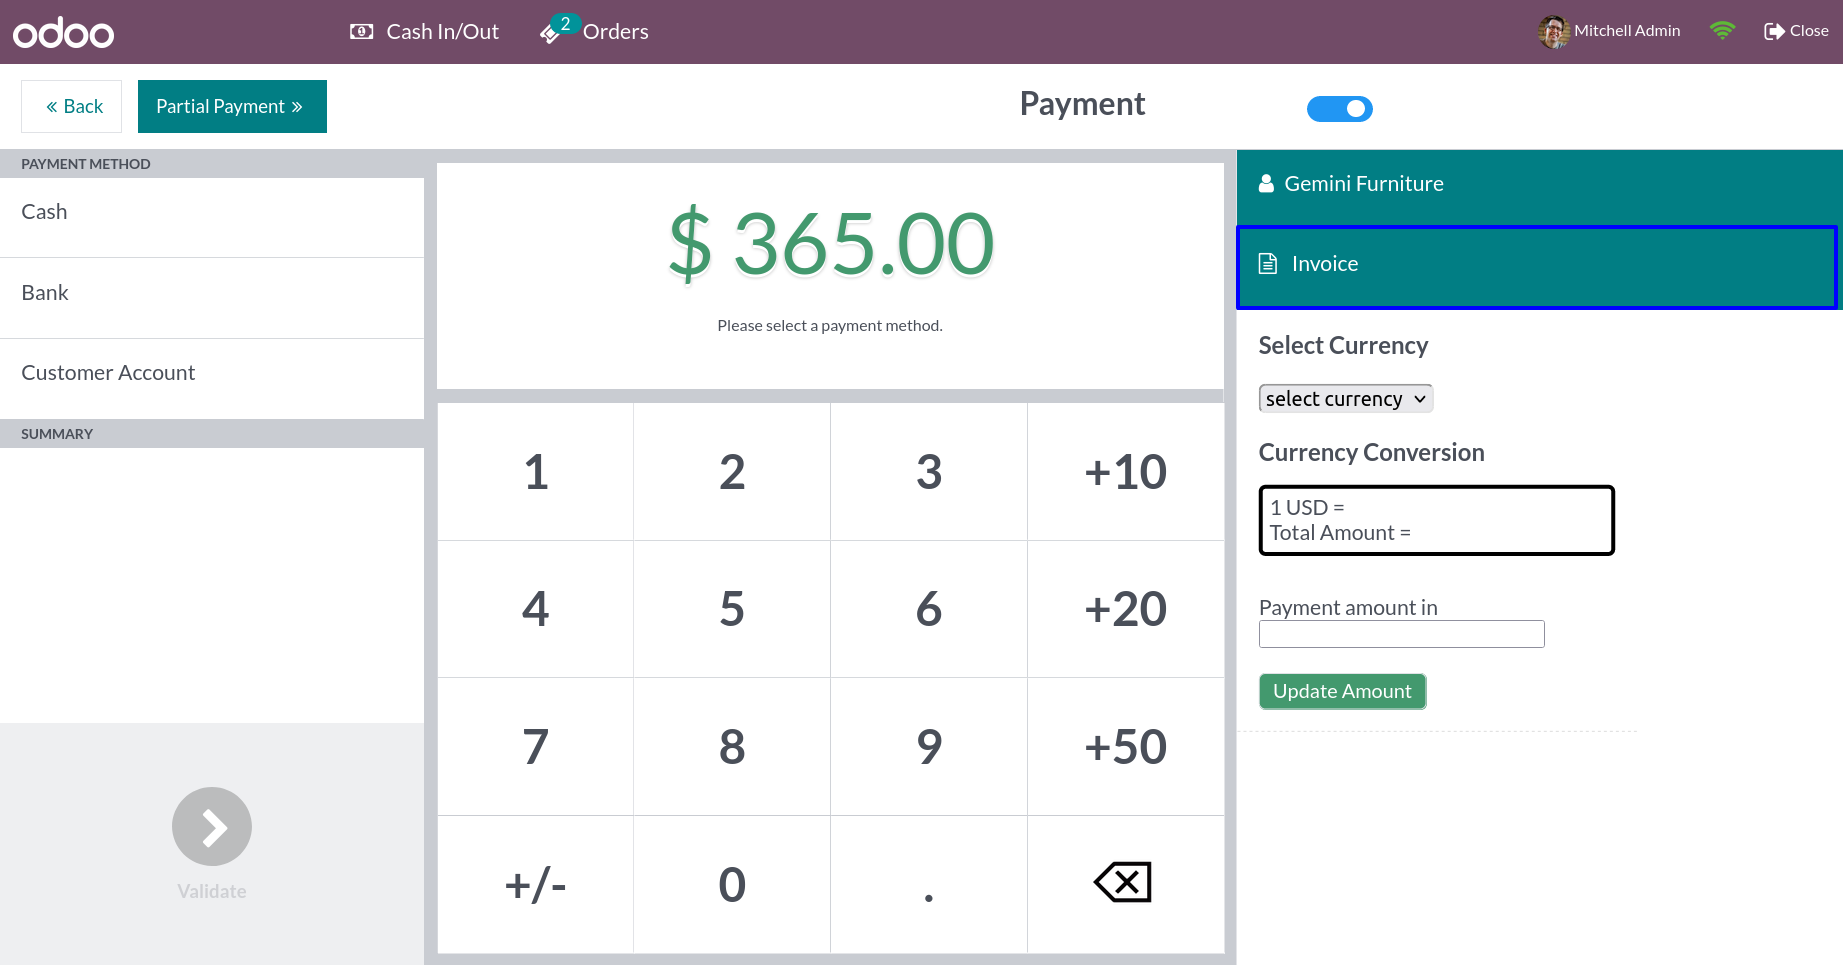 odoo
Cash In/Out
2
Orders
Mitchell Admin
Close
« Back
Partial Payment »
Payment
PAYMENT METHOD
Cash
Bank
Customer Account
SUMMARY
Validate
$ 365.00
Please select a payment method.
1 2 3 +10
4 5 6 +20
7 8 9 +50
+/- 0 .
Gemini Furniture
Invoice
Select Currency
select currency
Currency Conversion
1 USD =
Total Amount =
Payment amount in
Update Amount